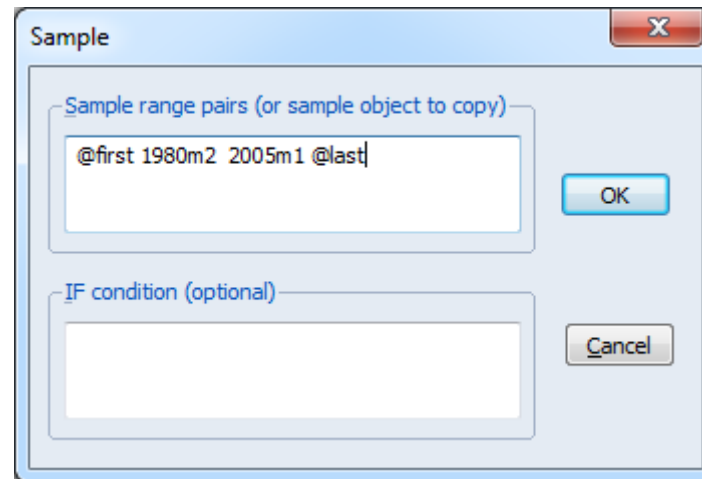 Sample
Sample range pairs (or sample object to copy)
@first 1980m2  2005m1 @last
OK
IF condition (optional)
Cancel